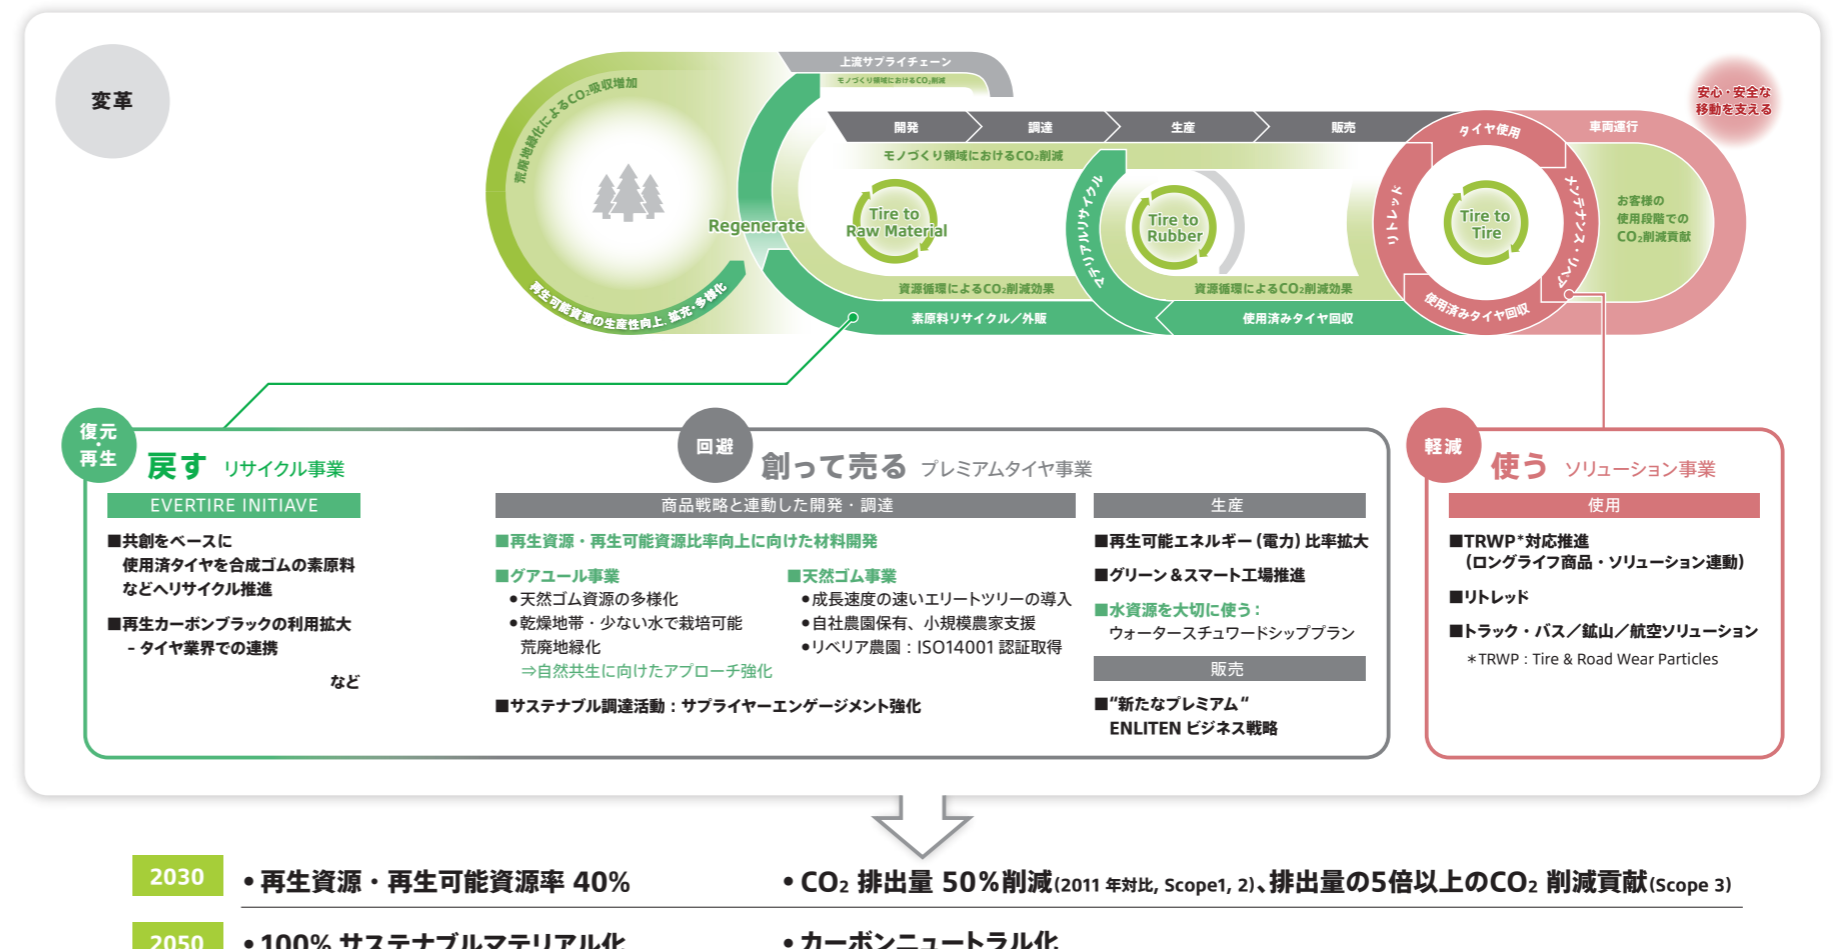 変革
上流サプライチェーン
モノづくり領域におけるCO₂削減
荒廃地緑化によるCO₂吸収増加
安心・安全な
移動を支える
開発
調達
生産
販売
タイヤ使用
車両運行
モノづくり領域におけるCO₂削減
マテリアルリサイクル
リトレッド
メンテナンス・リペア
お客様の
使用段階での
CO₂削減貢献
Regenerate
Tire to
Raw Material
Tire to
Rubber
Tire to
Tire
再生可能資源の生産性向上、拡充・多様化
資源循環によるCO₂削減効果
資源循環によるCO₂削減効果
使用済みタイヤ回収
素原料リサイクル／外販
使用済みタイヤ回収
復元
・
再生
戻す リサイクル事業
EVERTIRE INITIAVE
■共創をベースに
使用済タイヤを合成ゴムの素原料
などへリサイクル推進
■再生カーボンブラックの利用拡大
– タイヤ業界での連携
など
回避
創って売る プレミアムタイヤ事業
商品戦略と連動した開発・調達
■再生資源・再生可能資源比率向上に向けた材料開発
■グアユール事業
●天然ゴム資源の多様化
●乾燥地帯・少ない水で栽培可能
荒廃地緑化
⇒自然共生に向けたアプローチ強化
■天然ゴム事業
●成長速度の速いエリートツリーの導入
●自社農園保有、小規模農家支援
●リベリア農園：ISO14001 認証取得
■サステナブル調達活動：サプライヤーエンゲージメント強化
生産
■再生可能エネルギー（電力）比率拡大
■グリーン＆スマート工場推進
■水資源を大切に使う：
ウォータースチュワードシッププラン
販売
■“新たなプレミアム“
ENLITEN ビジネス戦略
軽減
使う ソリューション事業
使用
■TRWP*対応推進
（ロングライフ商品・ソリューション連動）
■リトレッド
■トラック・バス／鉱山／航空ソリューション
＊TRWP：Tire & Road Wear Particles
2030
• 再生資源・再生可能資源率 40%
• CO₂ 排出量 50%削減(2011 年対比, Scope1, 2)、排出量の5倍以上のCO₂ 削減貢献(Scope 3)
2050
• 100% サステナブルマテリアル化
• カーボンニュートラル化